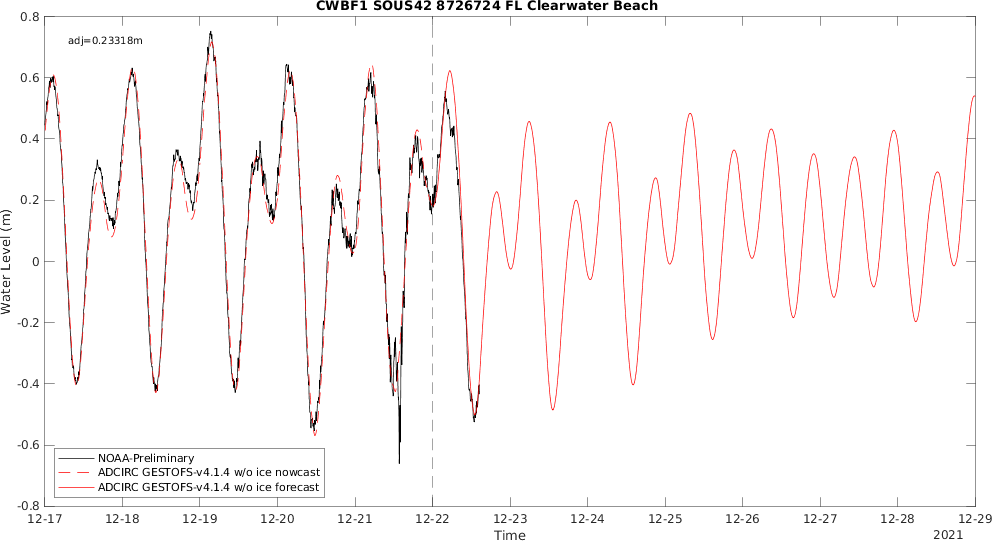 CWBF1 SOUS42 8726724 FL Clearwater Beach
adj=0.23318m
0.8
0.6
0.4
0.2
0
-0.2
-0.4
-0.6
-0.8
Water Level (m)
NOAA-Preliminary
ADCIRC GESTOFS-v4.1.4 w/o ice nowcast
ADCIRC GESTOFS-v4.1.4 w/o ice forecast
12-17 12-18 12-19 12-20 12-21 12-22 12-23 12-24 12-25 12-26 12-27 12-28 12-29
Time
2021